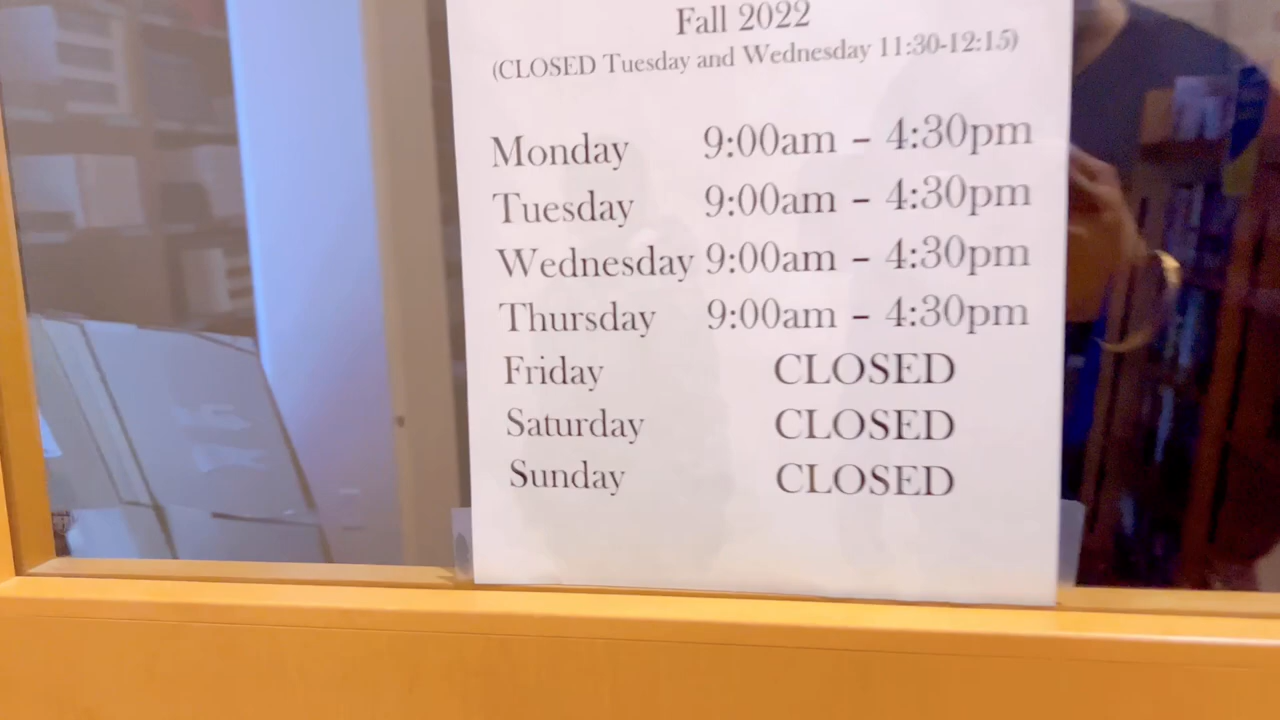 Fall 2022
(CLOSED Tuesday and Wednesday 11:30-12:15)
Monday 9:00am – 4:30pm
Tuesday 9:00am – 4:30pm
Wednesday 9:00am – 4:30pm
Thursday 9:00am – 4:30pm
Friday CLOSED
Saturday CLOSED
Sunday CLOSED